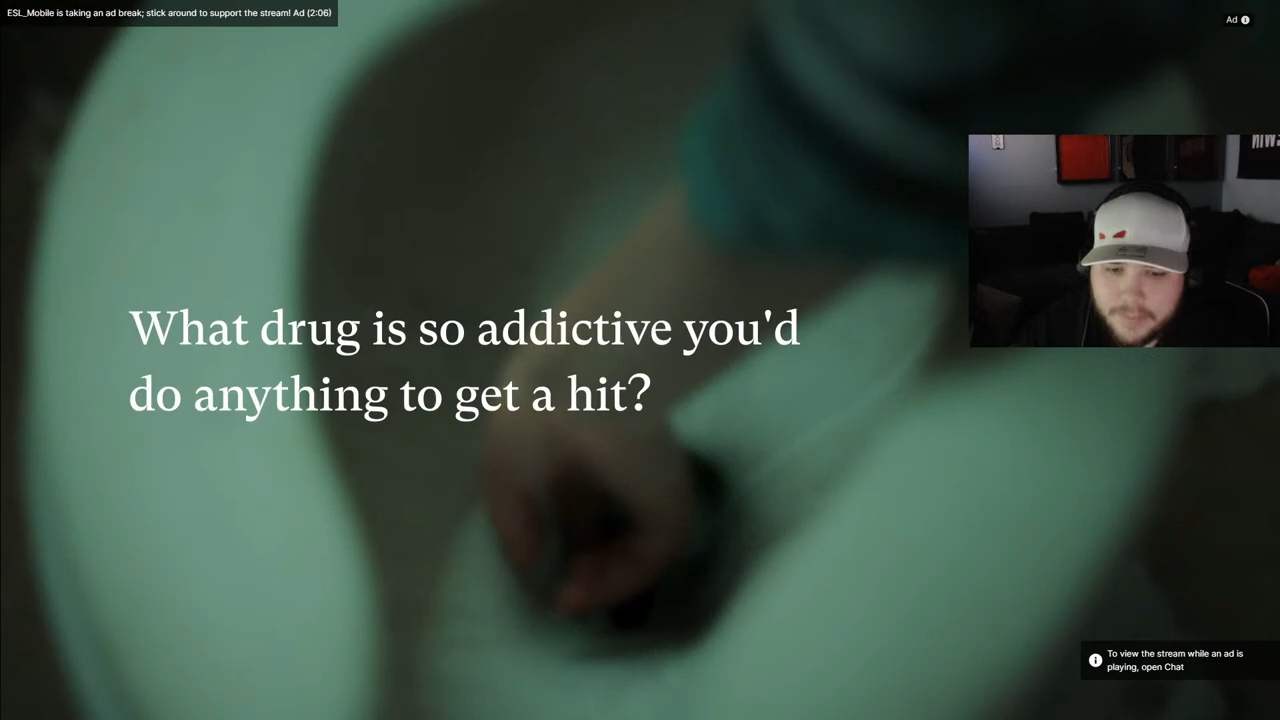 ESL_Mobile is taking an ad break; stick around to support the stream! Ad (2:06)
Ad
What drug is so addictive you'd
do anything to get a hit?
To view the stream while an ad is
playing, open Chat